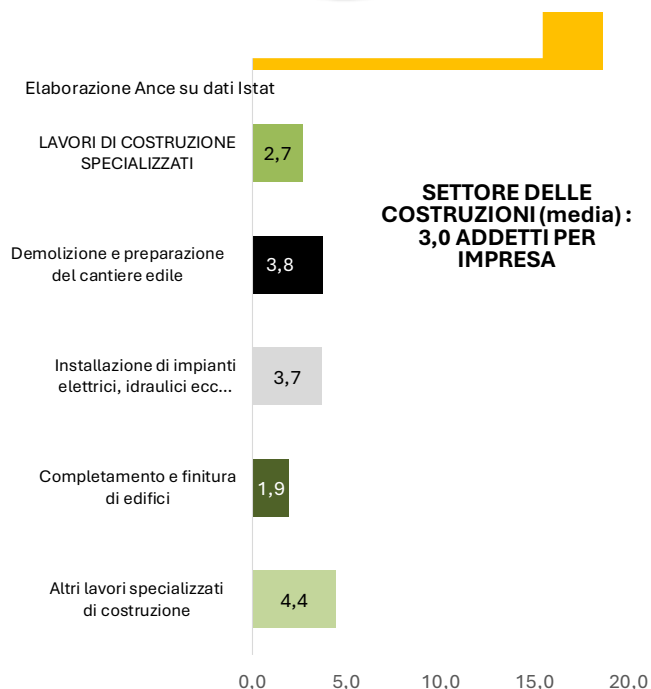 Elaborazione Ance su dati Istat
LAVORI DI COSTRUZIONE
SPECIALIZZATI
2,7
SETTORE DELLE
COSTRUZIONI (media) :
3,0 ADDETTI PER
IMPRESA
Demolizione e preparazione
del cantiere edile
3,8
Installazione di impianti
elettrici, idraulici ecc...
3,7
Completamento e finitura
di edifici
1,9
Altri lavori specializzati
di costruzione
4,4
0,0 5,0 10,0 15,0 20,0